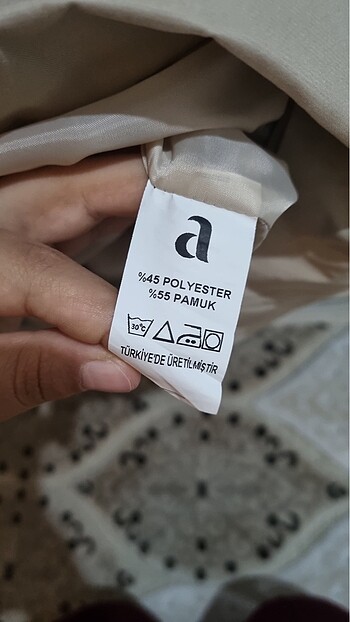 a
%45 POLYESTER
%55 PAMUK
30°C
TÜRKİYE'DE ÜRETİLMİŞTİR